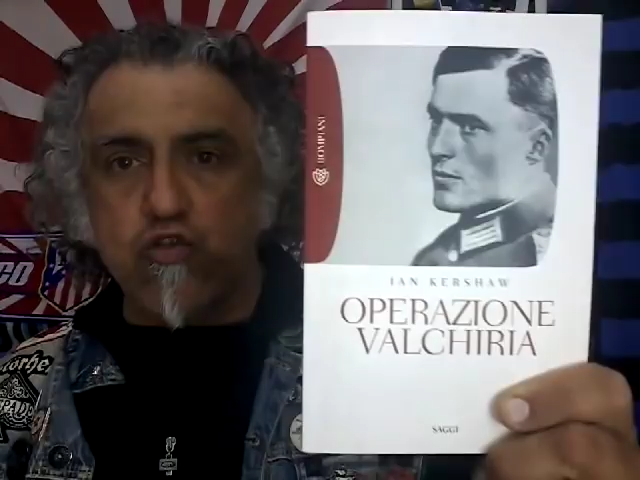 BOMPIANI
IAN KERSHAW
OPERAZIONE
VALCHIRIA
SAGGI